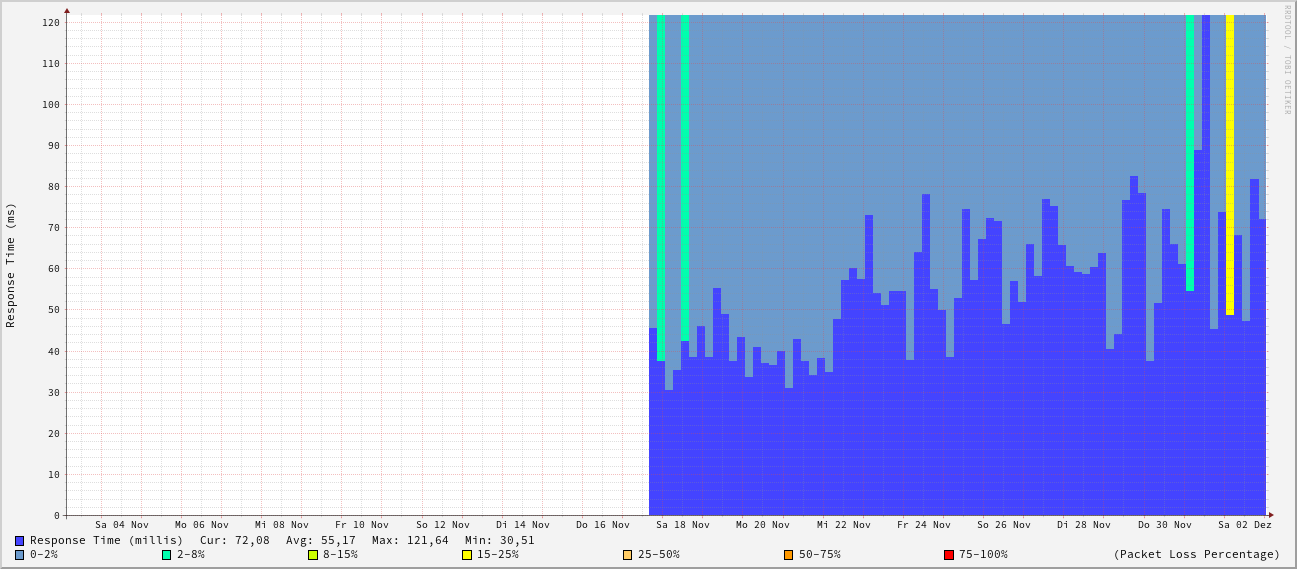 RRDTOOL / TOBI OETIKER
Response Time (ms)
120
110
100
90
80
70
60
50
40
30
20
10
0
Sa 04 Nov Mo 06 Nov Mi 08 Nov Fr 10 Nov So 12 Nov Di 14 Nov Do 16 Nov Sa 18 Nov Mo 20 Nov Mi 22 Nov Fr 24 Nov So 26 Nov Di 28 Nov Do 30 Nov Sa 02 Dez
Response Time (millis) Cur: 72,08 Avg: 55,17 Max: 121,64 Min: 30,51
0-2% 2-8% 8-15% 15-25% 25-50% 50-75% 75-100% (Packet Loss Percentage)